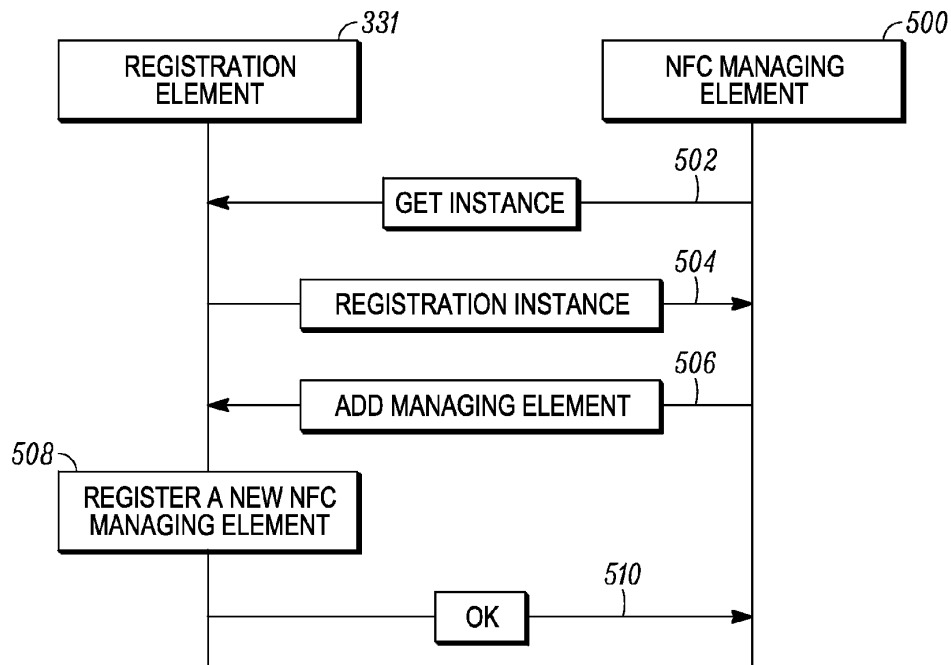 331
500
REGISTRATION
ELEMENT
NFC MANAGING
ELEMENT
502
GET INSTANCE
504
REGISTRATION INSTANCE
506
ADD MANAGING ELEMENT
508
REGISTER A NEW NFC
MANAGING ELEMENT
510
OK